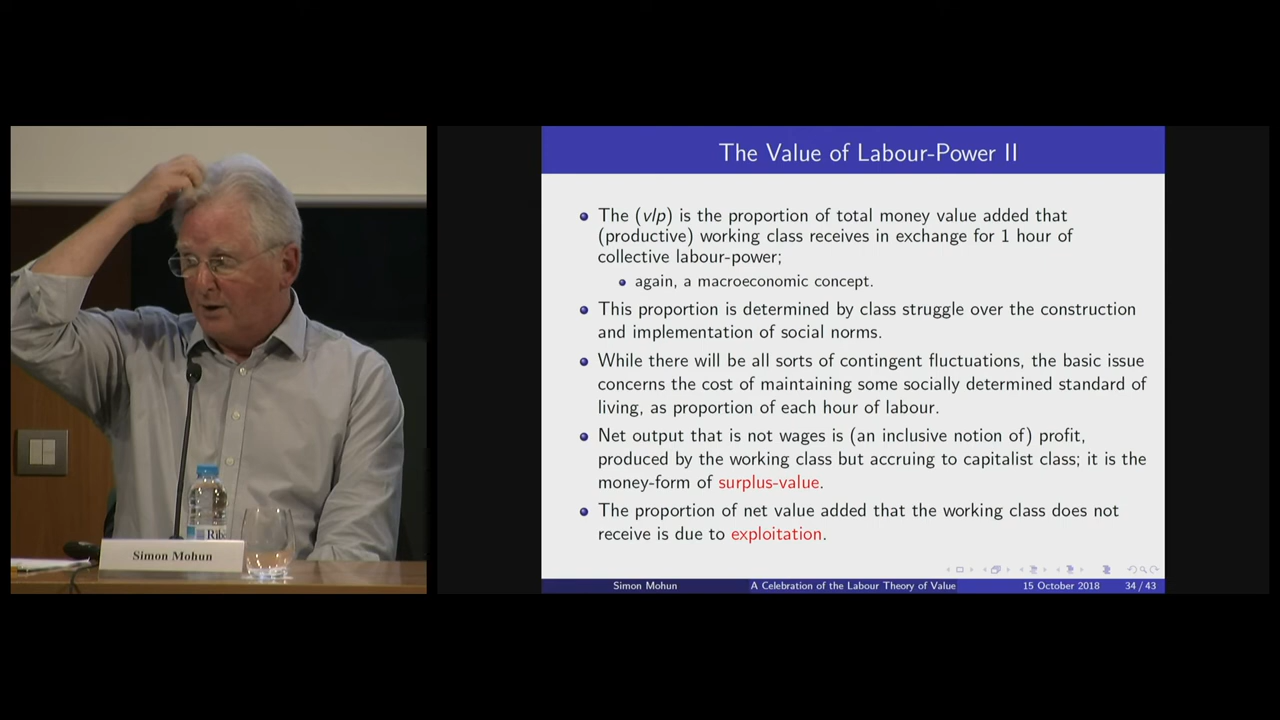 The Value of Labour-Power II
The (vlp) is the proportion of total money value added that
(productive) working class receives in exchange for 1 hour of
collective labour-power;
again, a macroeconomic concept.
This proportion is determined by class struggle over the construction
and implementation of social norms.
While there will be all sorts of contingent fluctuations, the basic issue
concerns the cost of maintaining some socially determined standard of
living, as proportion of each hour of labour.
Net output that is not wages is (an inclusive notion of) profit,
produced by the working class but accruing to capitalist class; it is the
money-form of surplus-value.
The proportion of net value added that the working class does not
receive is due to exploitation.
Simon Mohun
A Celebration of the Labour Theory of Value
15 October 2018
34 / 43
Simon Mohun